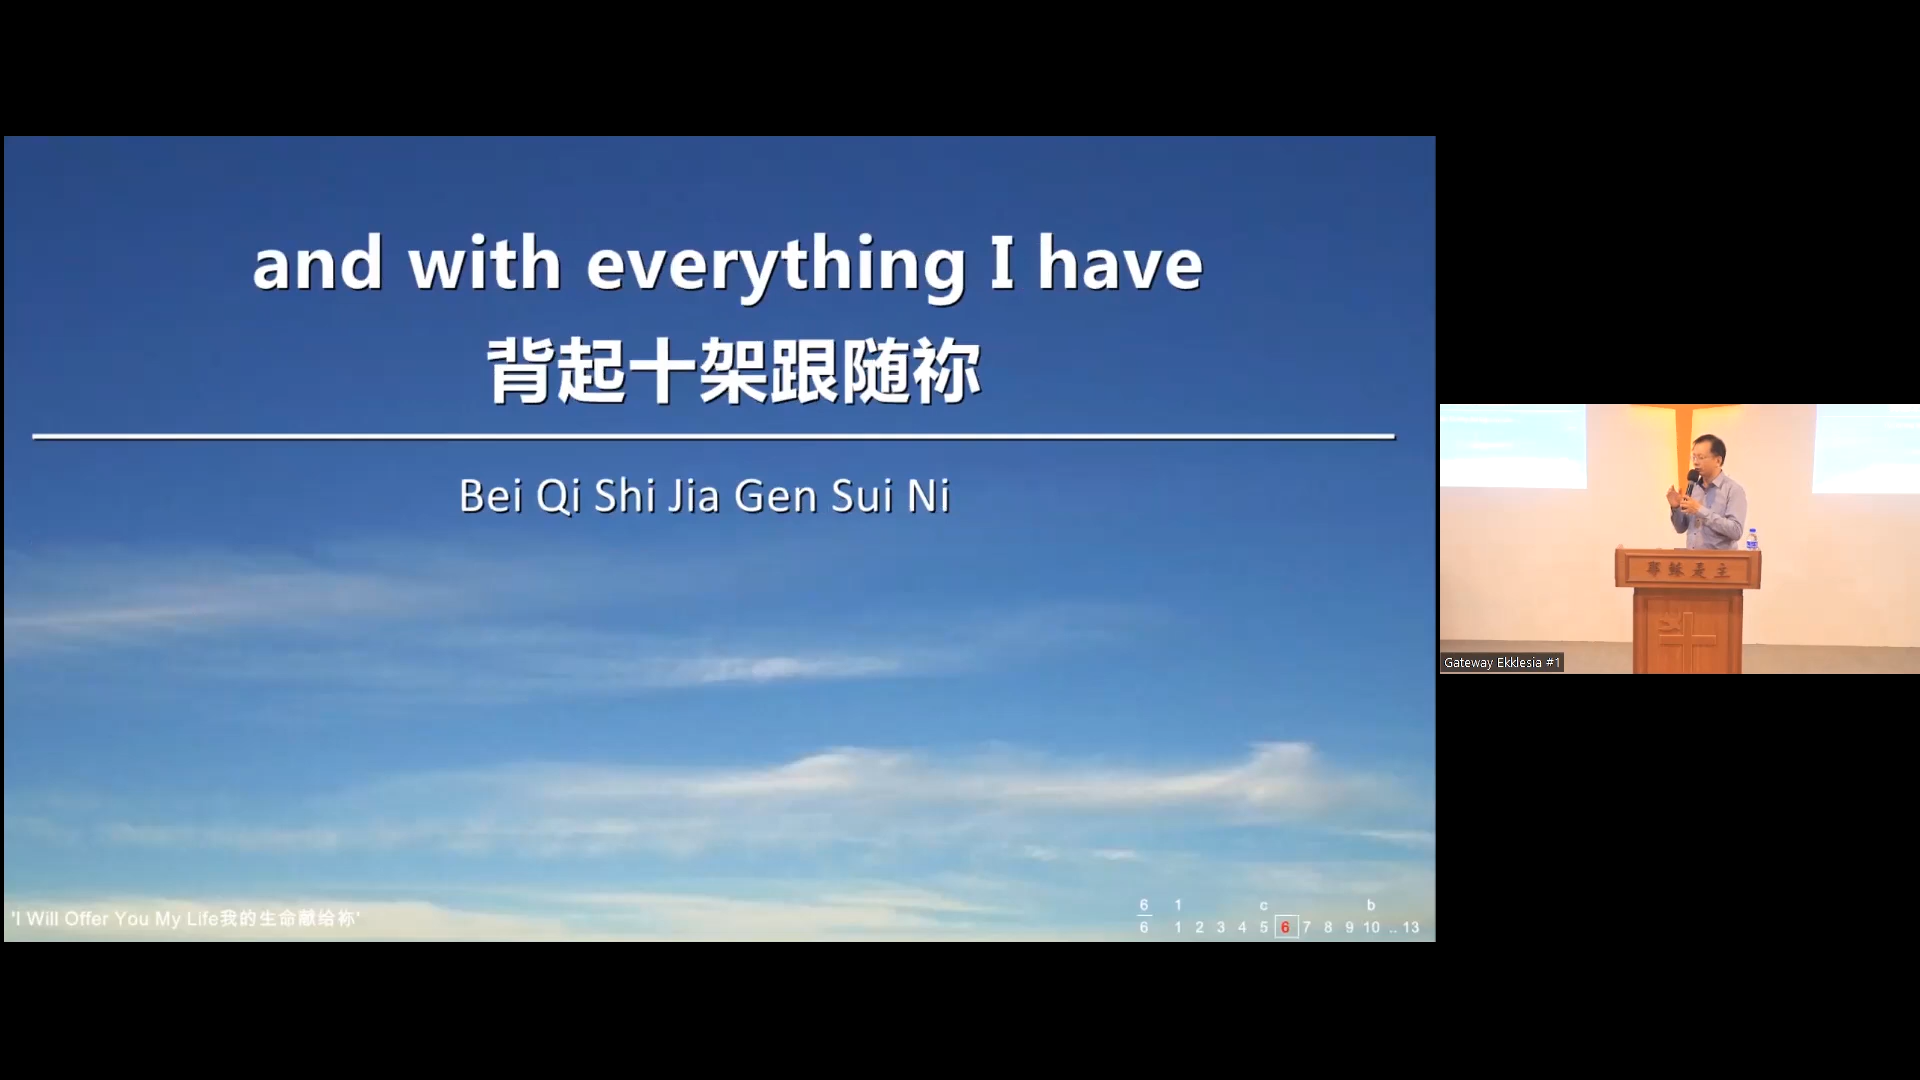 and with everything I have
背起十架跟随祢
Bei Qi Shi Jia Gen Sui Ni
'I Will Offer You My Life我的生命献给祢'
6 1 c b
6 1 2 3 4 5 6 7 8 9 10 .. 13
耶穌是主
Gateway Ekklesia #1